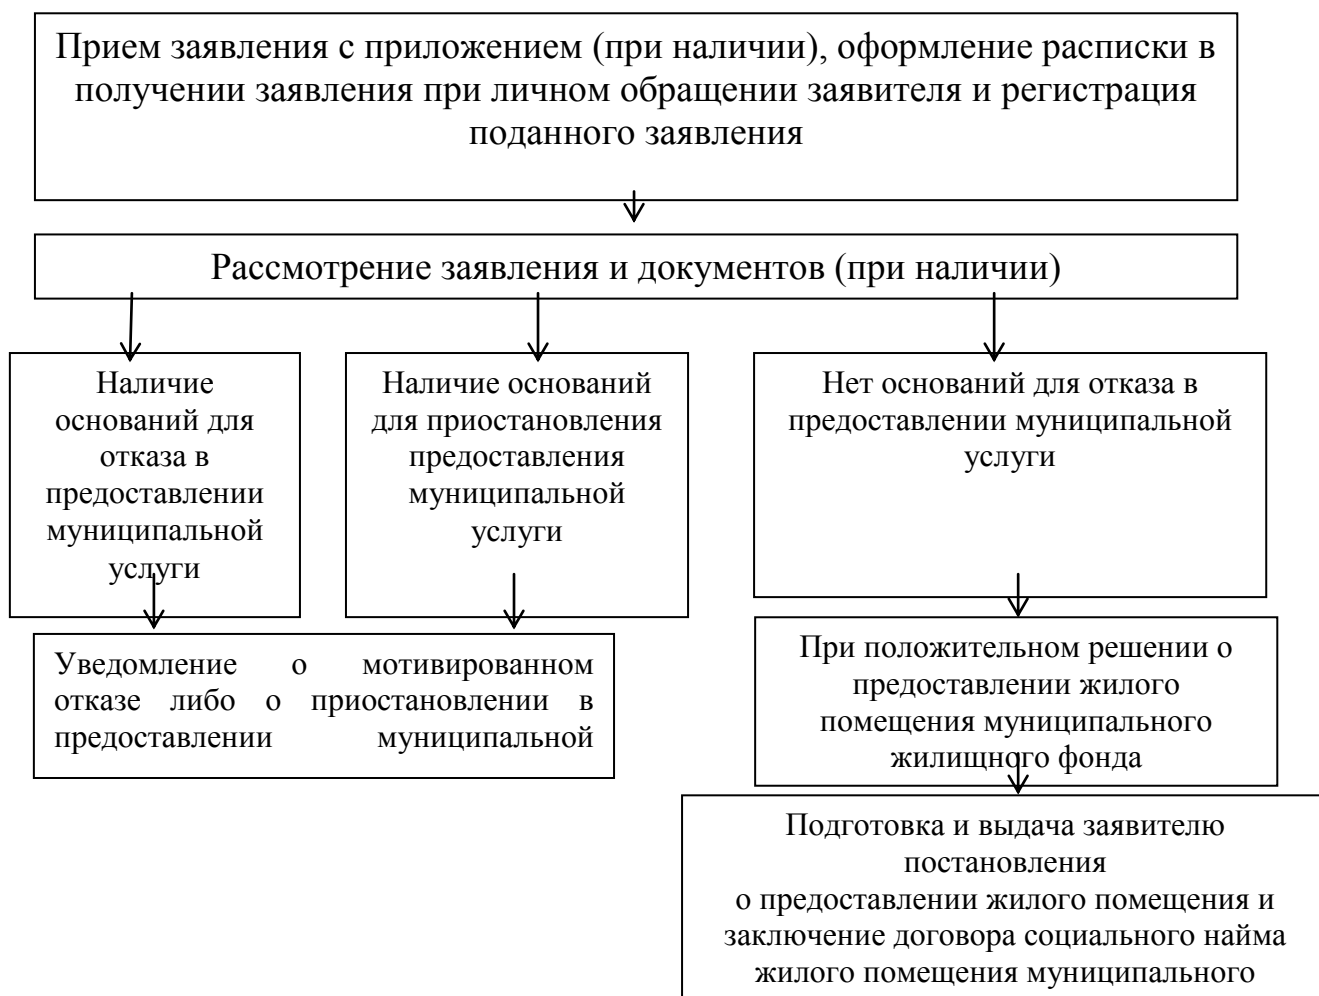 Прием заявления с приложением (при наличии), оформление расписки в
получении заявления при личном обращении заявителя и регистрация
поданного заявления
Рассмотрение заявления и документов (при наличии)
Наличие
оснований для
отказа в
предоставлении
муниципальной
услуги
Наличие оснований
для приостановления
предоставления
муниципальной
услуги
Нет оснований для отказа в
предоставлении муниципальной
услуги
Уведомление о мотивированном
отказе либо о приостановлении в
предоставлении муниципальной
При положительном решении о
предоставлении жилого
помещения муниципального
жилищного фонда
Подготовка и выдача заявителю
постановления
о предоставлении жилого помещения и
заключение договора социального найма
жилого помещения муниципального